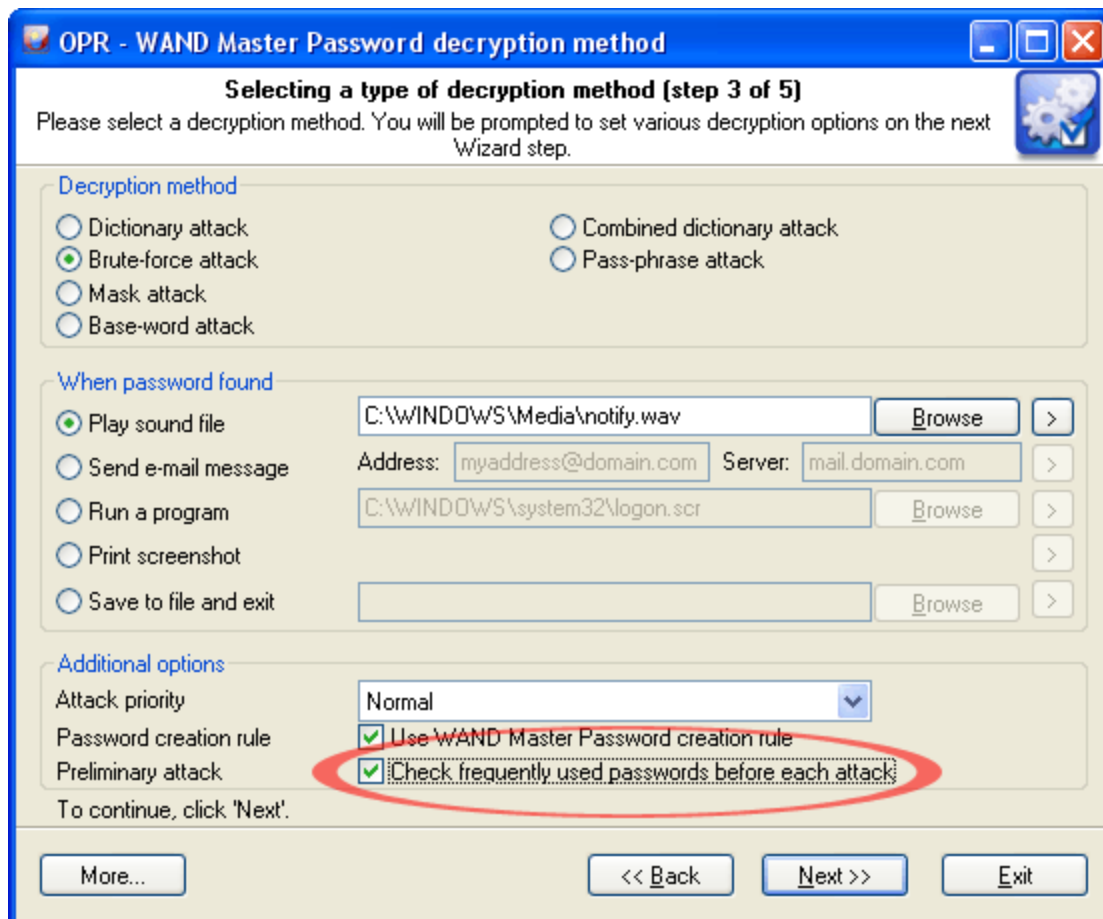 OPR - WAND Master Password decryption method
Selecting a type of decryption method (step 3 of 5)
Please select a decryption method. You will be prompted to set various decryption options on the next
Wizard step.
Decryption method
Dictionary attack
Combined dictionary attack
Brute-force attack
Pass-phrase attack
Mask attack
Base-word attack
When password found
Play sound file C:\WINDOWS\Media\notify.wav Browse >
Send e-mail message Address: myaddress@domain.com Server: mail.domain.com >
Run a program C:\WINDOWS\system32\logon.scr Browse >
Print screenshot >
Save to file and exit Browse >
Additional options
Attack priority Normal
Password creation rule Use WAND Master Password creation rule
Preliminary attack Check frequently used passwords before each attack
To continue, click 'Next'.
More... << Back Next >> Exit